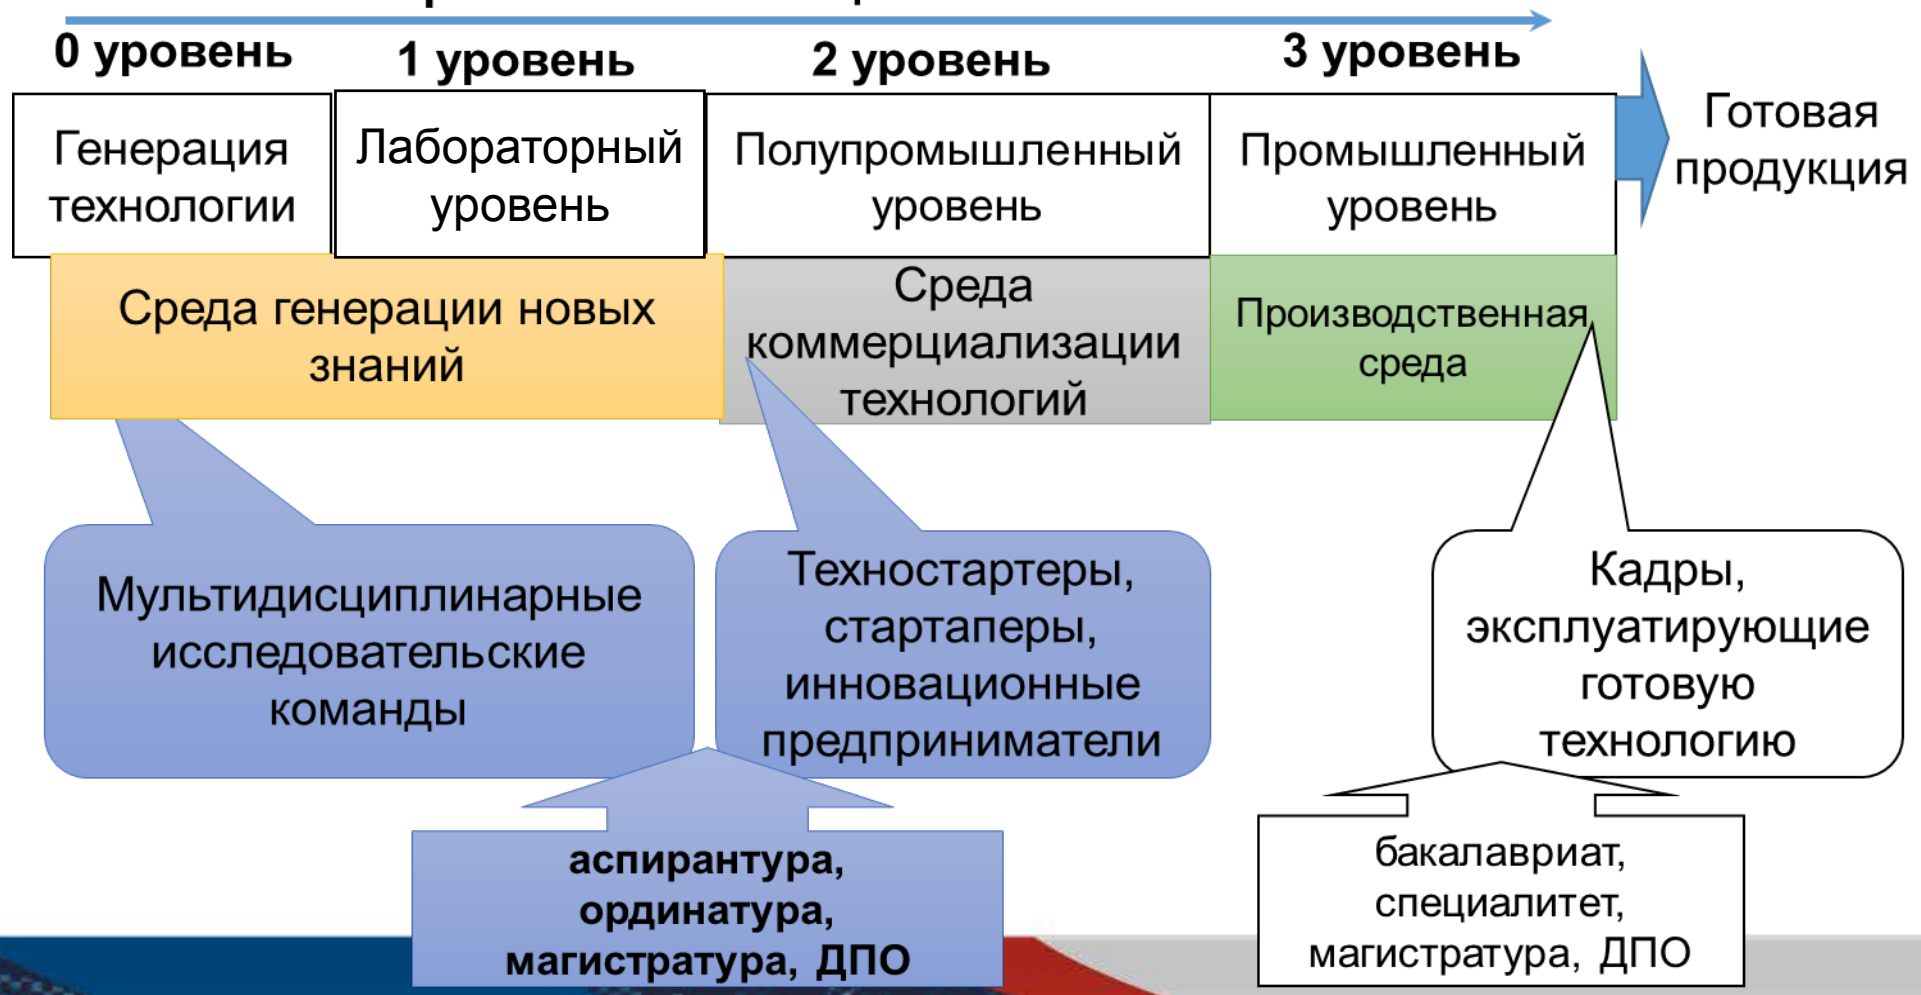 0 уровень
1 уровень
2 уровень
3 уровень
Генерация
технологии
Лабораторный
уровень
Полупромышленный
уровень
Промышленный
уровень
Готовая
продукция
Среда генерации новых
знаний
Среда
коммерциализации
технологий
Производственная
среда
Мультидисциплинарные
исследовательские
команды
Техностартеры,
стартаперы,
инновационные
предприниматели
Кадры,
эксплуатирующие
готовую
технологию
аспирантура,
ординатура,
магистратура, ДПО
бакалавриат,
специалитет,
магистратура, ДПО